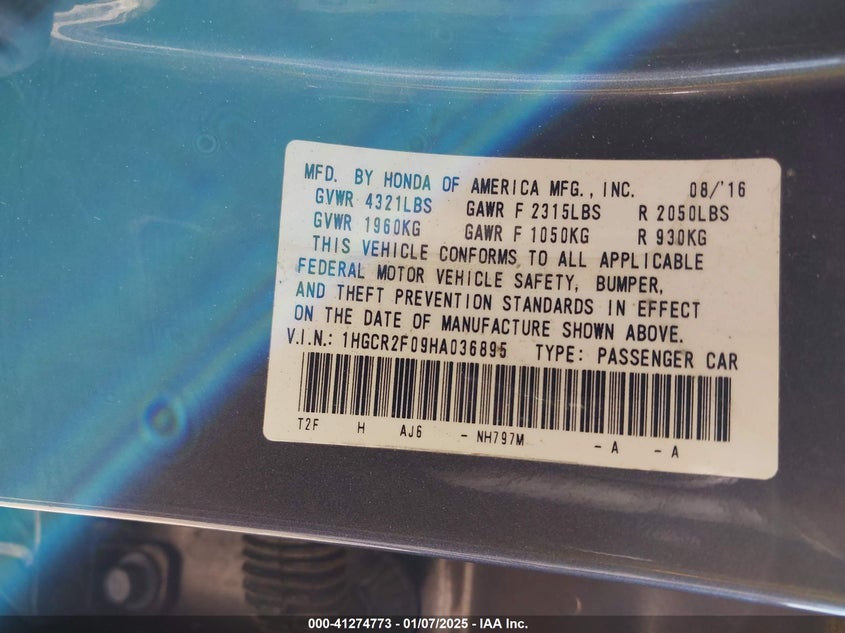 MFD. BY HONDA OF AMERICA MFG., INC. 08/'16
GVWR 4321LBS GAWR F 2315LBS R 2050LBS
GVWR 1960KG GAWR F 1050KG R 930KG
THIS VEHICLE CONFORMS TO ALL APPLICABLE
FEDERAL MOTOR VEHICLE SAFETY, BUMPER,
AND THEFT PREVENTION STANDARDS IN EFFECT
ON THE DATE OF MANUFACTURE SHOWN ABOVE.
V.I.N.: 1HGCR2F09HA036895 TYPE: PASSENGER CAR
T2F H AJ6 - NH797M - A - A
000-41274773 — 01/07/2025 - IAA Inc.